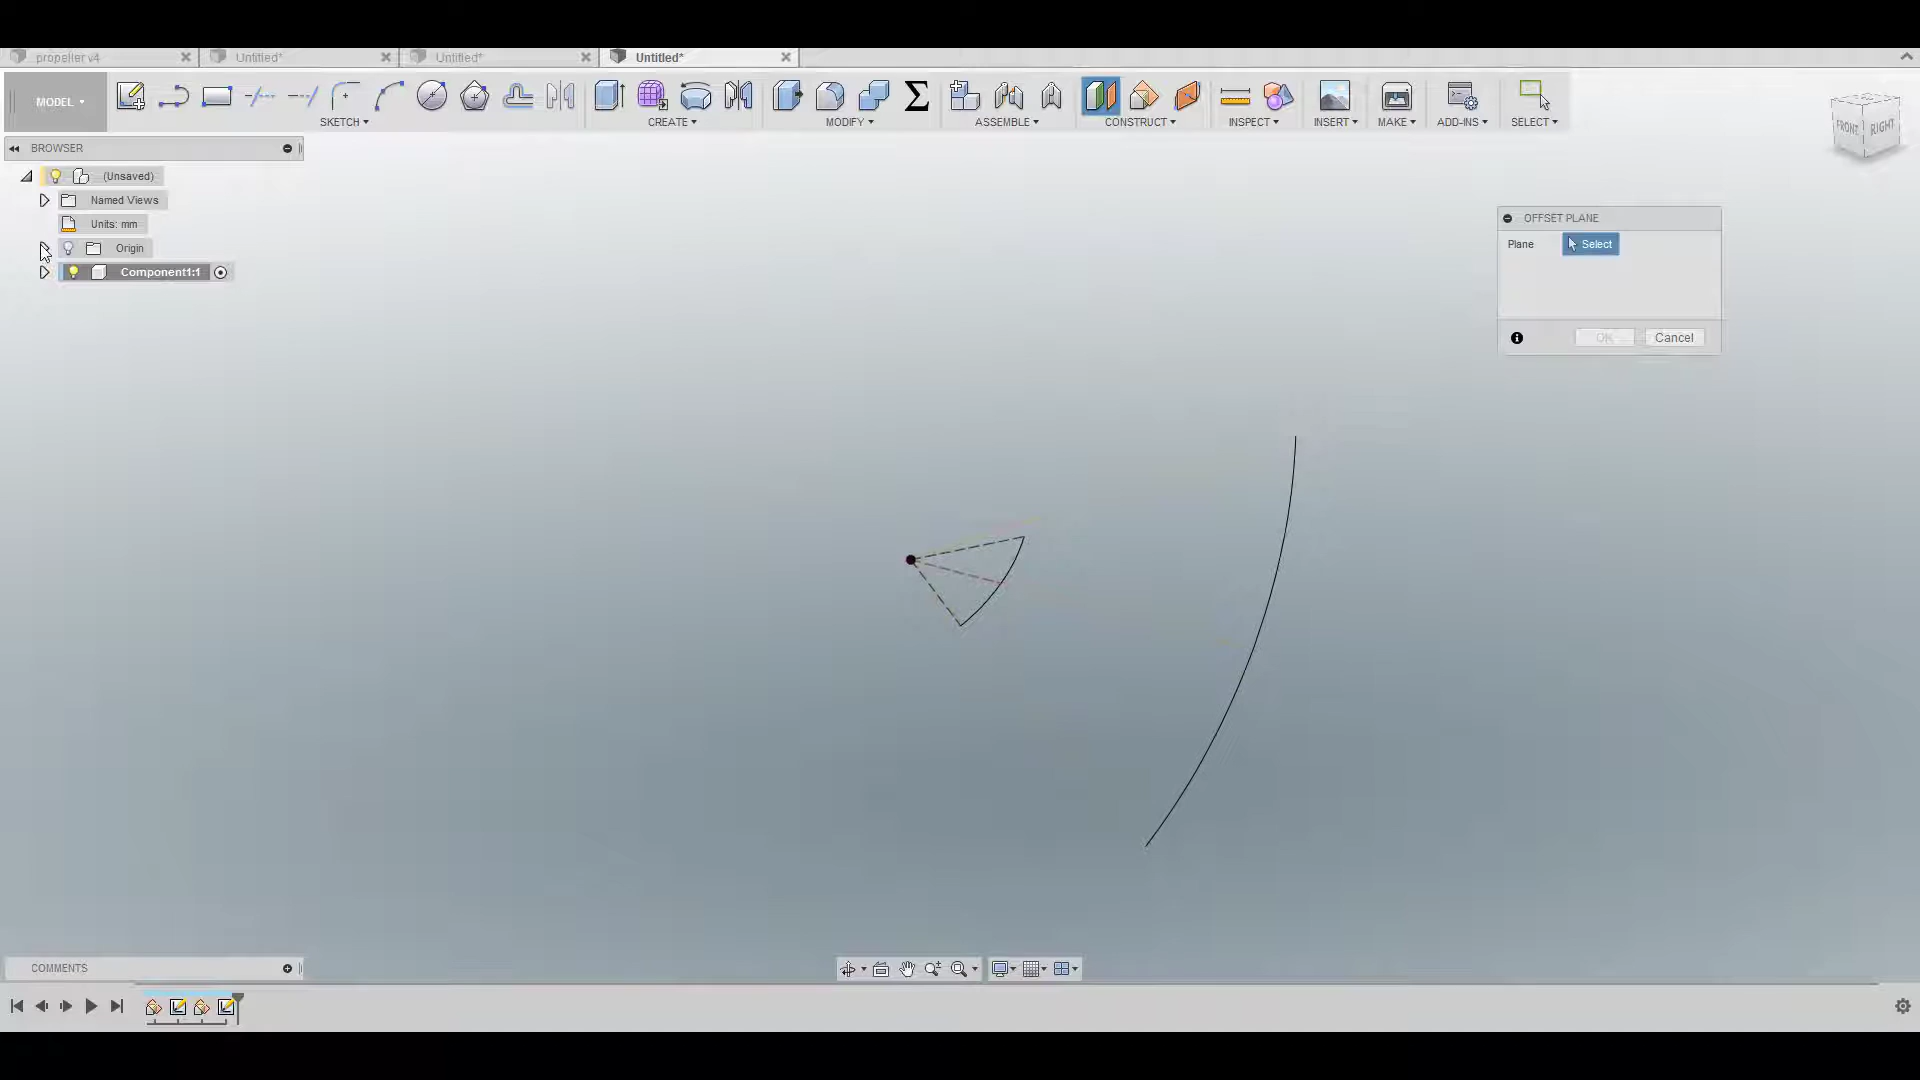 propeller v4
Untitled*
Untitled*
Untitled*
MODEL
SKETCH
CREATE
MODIFY
ASSEMBLE
CONSTRUCT
INSPECT
INSERT
MAKE
ADD-INS
SELECT
FRONT
RIGHT
BROWSER
(Unsaved)
Named Views
Units: mm
Origin
Component1:1
OFFSET PLANE
Plane
Select
OK
Cancel
COMMENTS